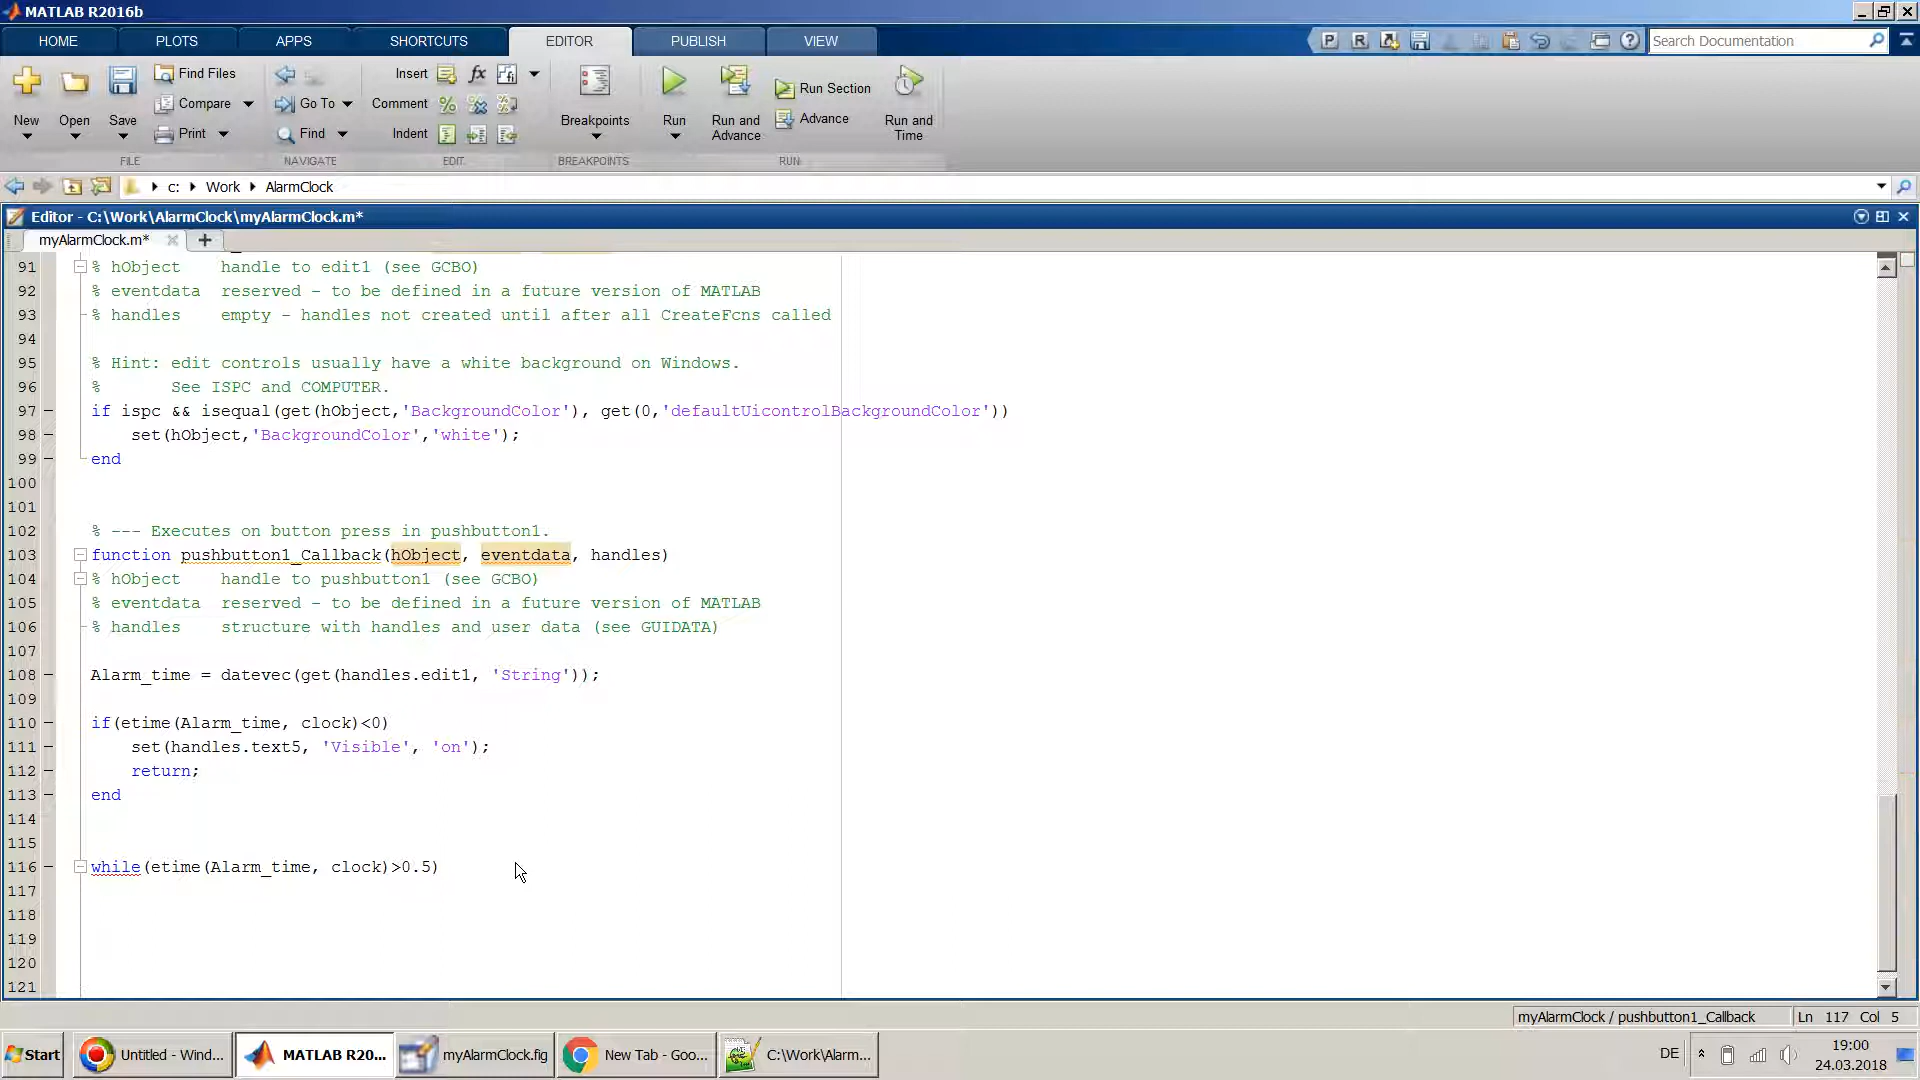 MATLAB R2016b
HOME PLOTS APPS SHORTCUTS EDITOR PUBLISH VIEW Search Documentation
New Open Save Find Files Compare Print
Go To Find
Insert fx
Comment
Indent
Breakpoints Run Run and Advance Run Section Advance Run and Time
FILE NAVIGATE EDIT BREAKPOINTS RUN
c: Work AlarmClock
Editor - C:\Work\AlarmClock\myAlarmClock.m*
myAlarmClock.m*
91 % hObject    handle to edit1 (see GCBO)
92 % eventdata  reserved - to be defined in a future version of MATLAB
93 % handles    empty - handles not created until after all CreateFcns called
94
95 % Hint: edit controls usually have a white background on Windows.
96 %       See ISPC and COMPUTER.
97 if ispc && isequal(get(hObject,'BackgroundColor'), get(0,'defaultUicontrolBackgroundColor'))
98     set(hObject,'BackgroundColor','white');
99 end
100
101
102 % --- Executes on button press in pushbutton1.
103 function pushbutton1_Callback(hObject, eventdata, handles)
104 % hObject    handle to pushbutton1 (see GCBO)
105 % eventdata  reserved - to be defined in a future version of MATLAB
106 % handles    structure with handles and user data (see GUIDATA)
107
108 Alarm_time = datevec(get(handles.edit1, 'String'));
109
110 if(etime(Alarm_time, clock)<0)
111     set(handles.text5, 'Visible', 'on');
112     return;
113 end
114
115
116 while(etime(Alarm_time, clock)>0.5)
117
118
119
120
121
myAlarmClock / pushbutton1_Callback Ln 117 Col 5
Start Untitled - Wind... MATLAB R20... myAlarmClock.fig New Tab - Goo... C:\Work\Alarm... DE 19:00
24.03.2018